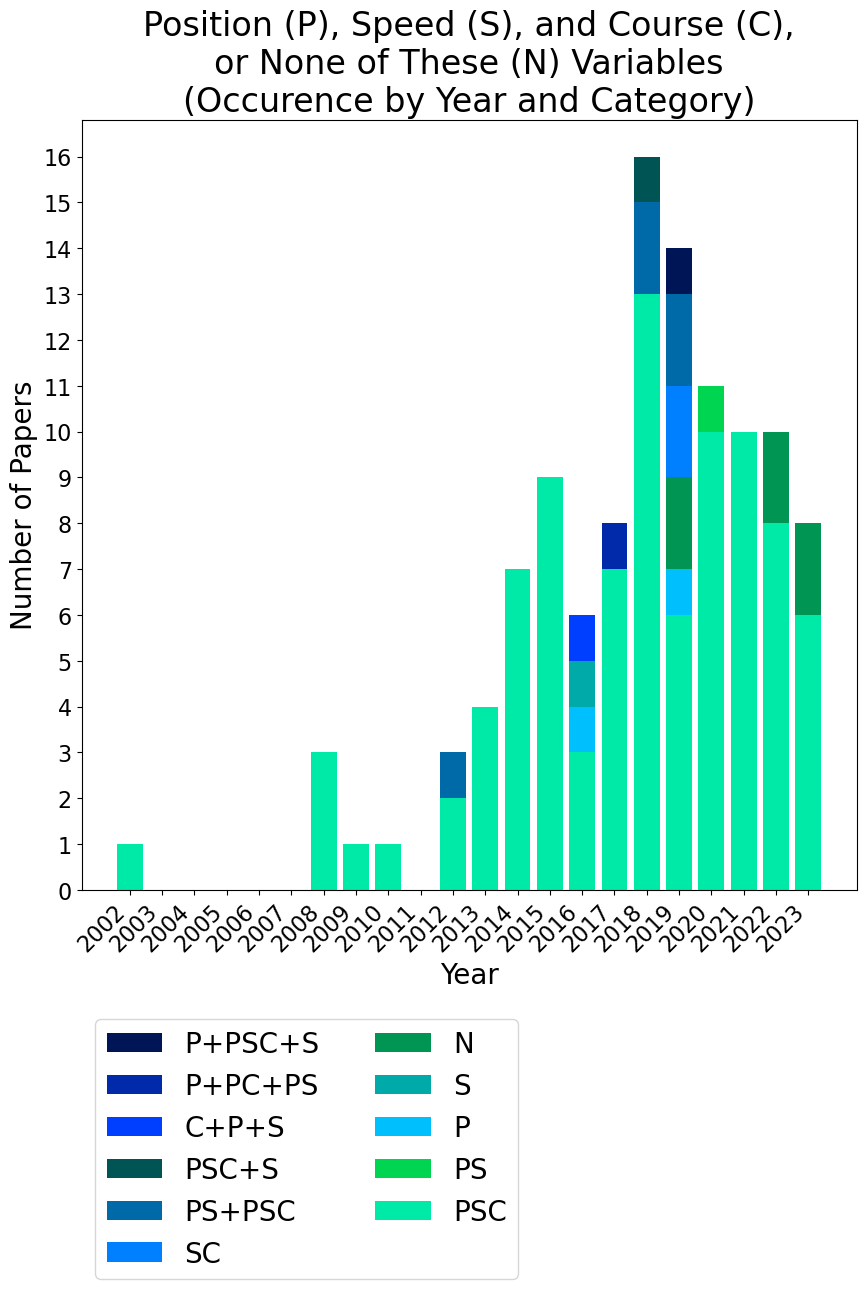 Position (P), Speed (S), and Course (C),
or None of These (N) Variables
(Occurence by Year and Category)
Number of Papers
16
15
14
13
12
11
10
9
8
7
6
5
4
3
2
1
0
2002
2003
2004
2005
2006
2007
2008
2009
2010
2011
2012
2013
2014
2015
2016
2017
2018
2019
2020
2021
2022
2023
Year
P+PSC+S
P+PC+PS
C+P+S
PSC+S
PS+PSC
SC
N
S
P
PS
PSC